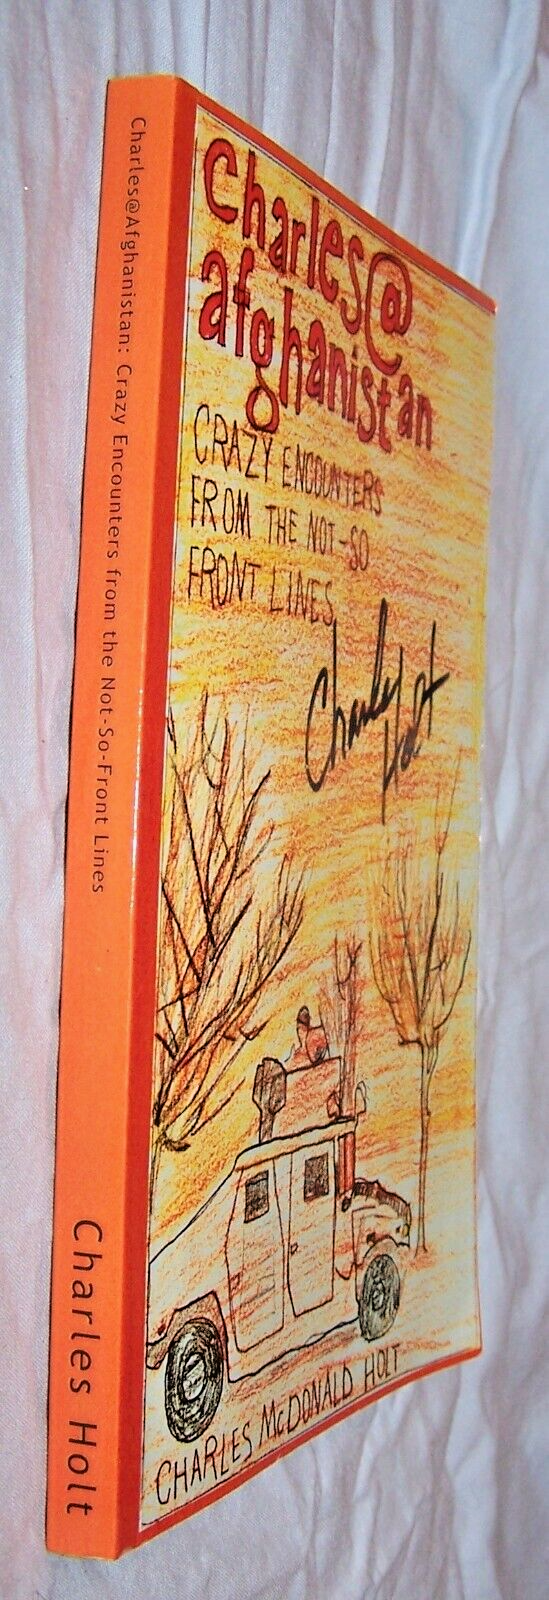 Charles@Afghanistan: Crazy Encounters from the Not-So-Front Lines
Charles Holt
charles@
afghanistan
CRAZY ENCOUNTERS
FROM THE NOT-SO
FRONT LINES
Charles
Holt
CHARLES McDONALD HOLT